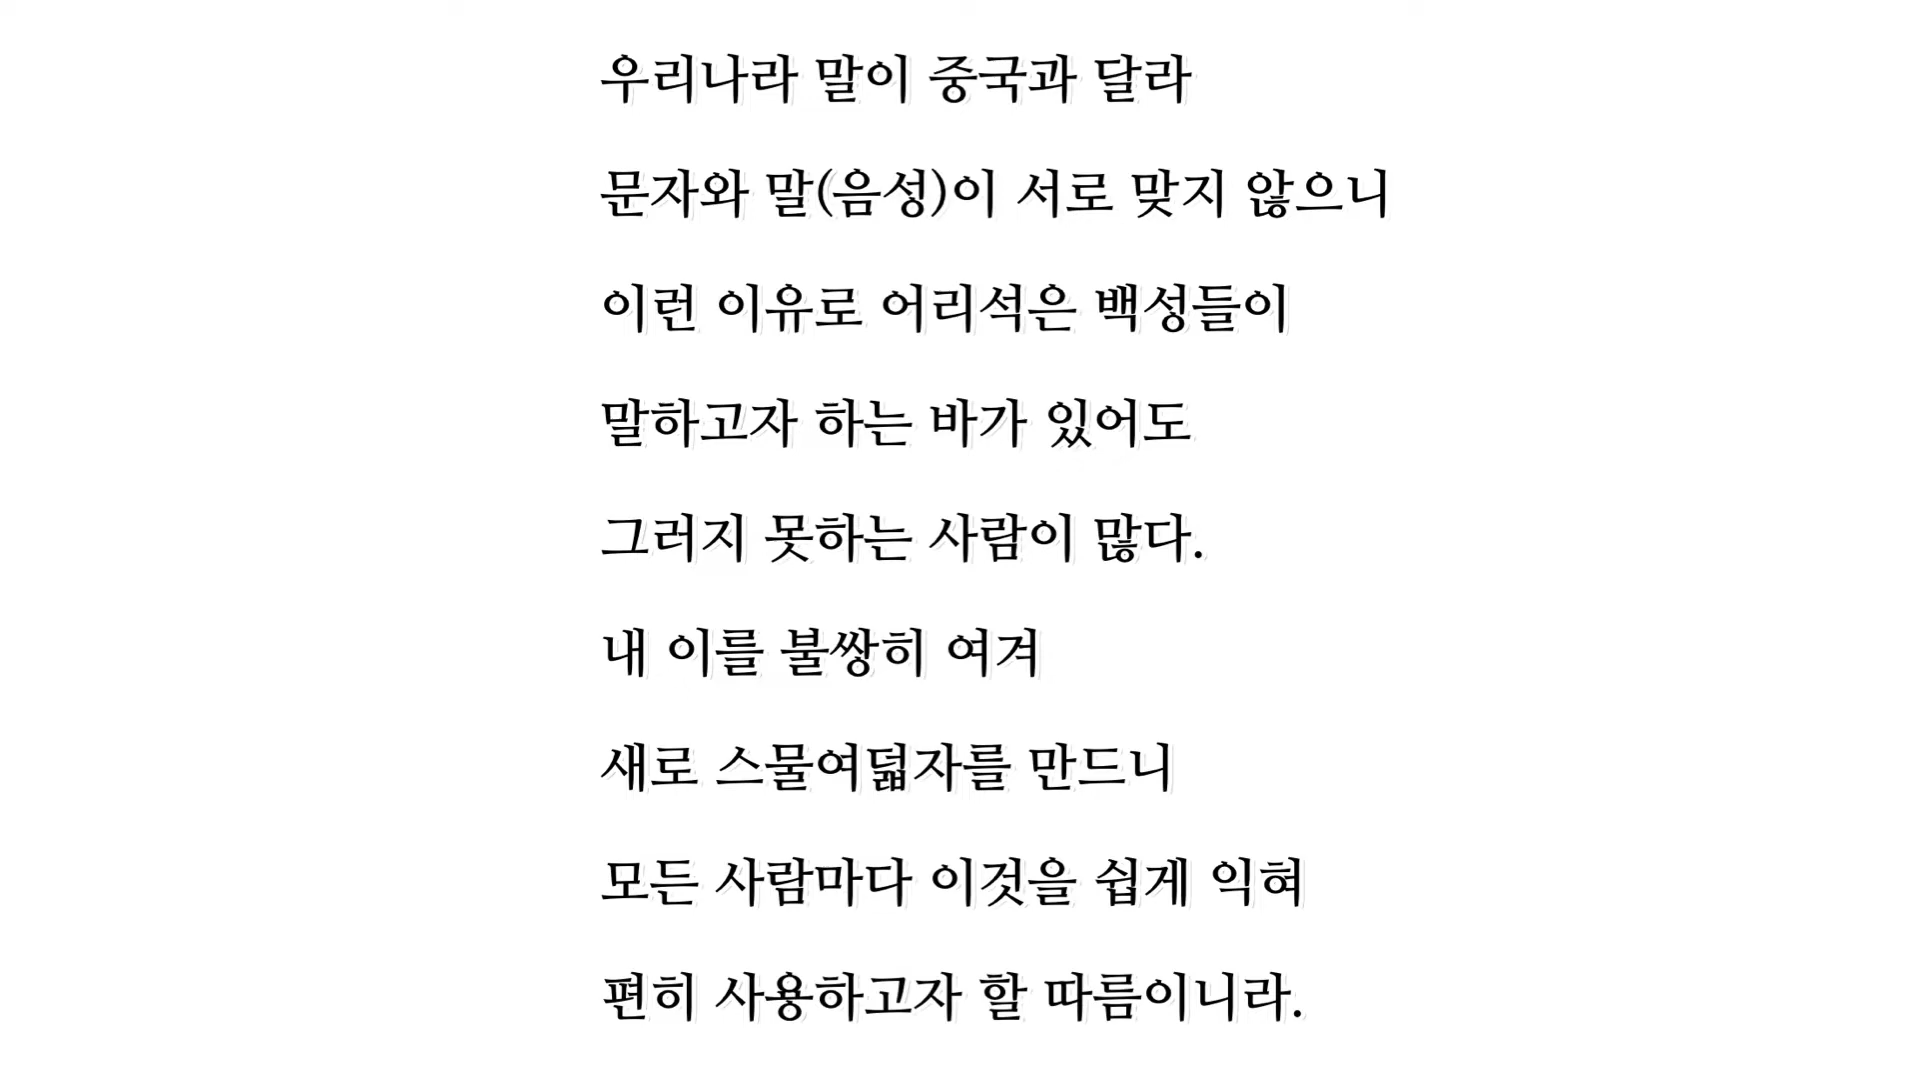 우리나라 말이 중국과 달라
문자와 말(음성)이 서로 맞지 않으니
이런 이유로 어리석은 백성들이
말하고자 하는 바가 있어도
그러지 못하는 사람이 많다.
내 이를 불쌍히 여겨
새로 스물여덟자를 만드니
모든 사람마다 이것을 쉽게 익혀
편히 사용하고자 할 따름이니라.